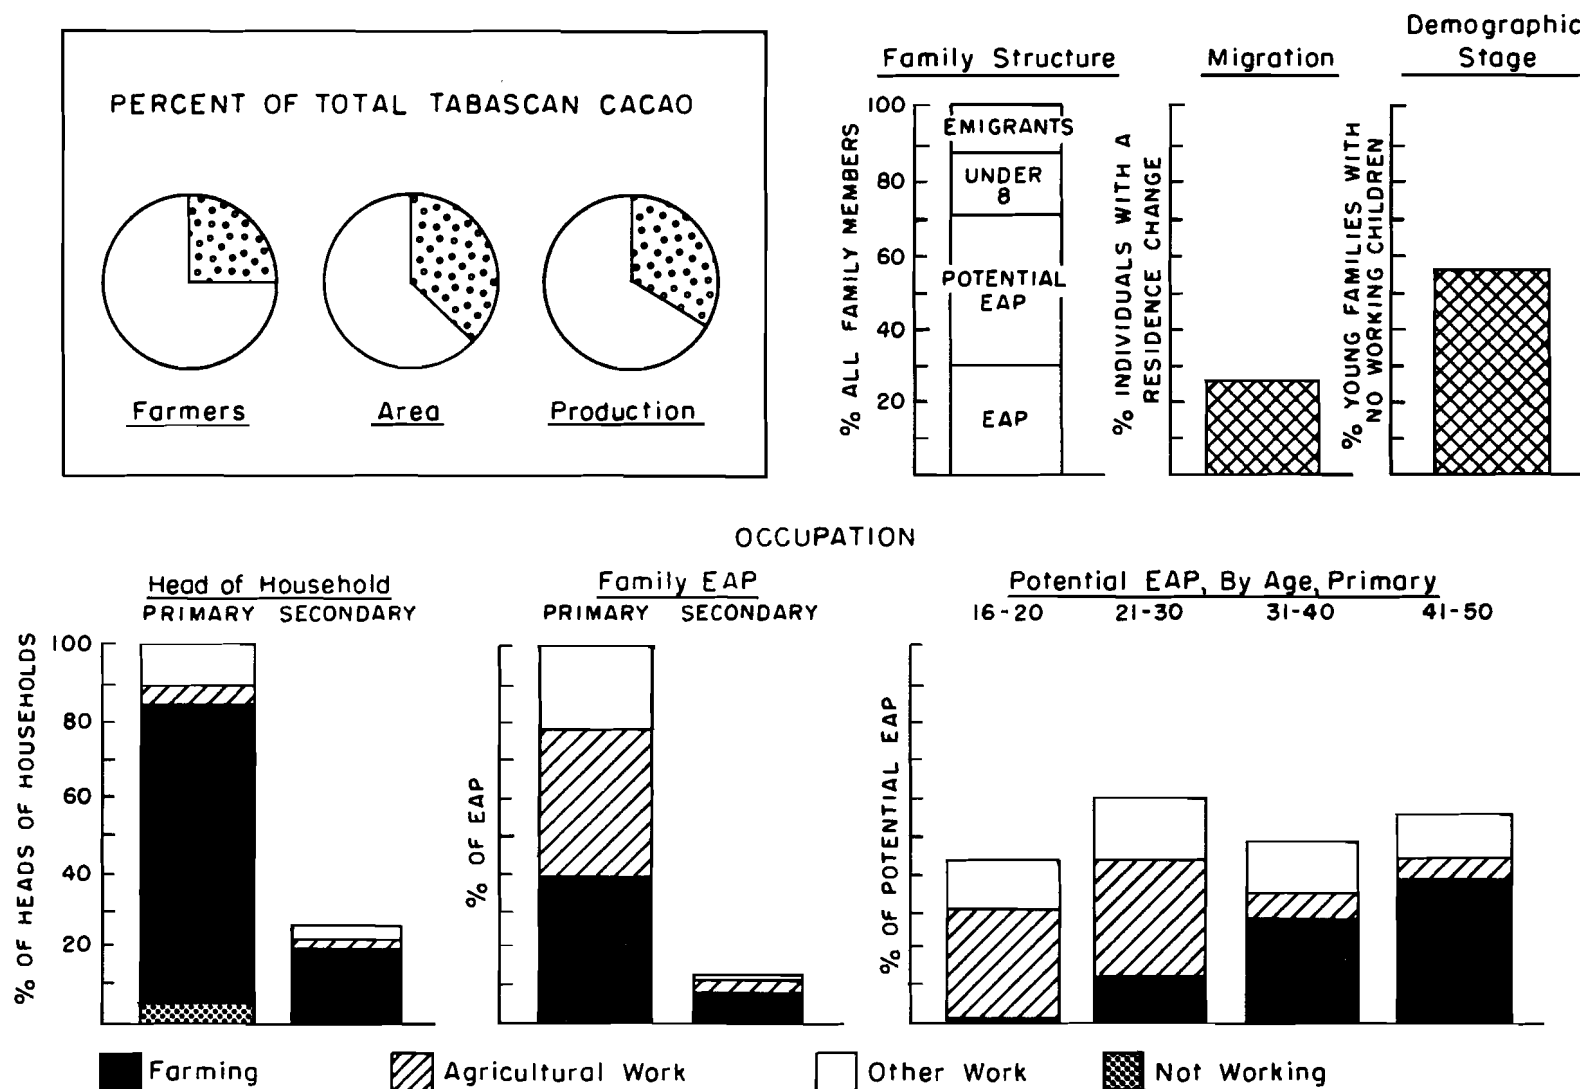 PERCENT OF TOTAL TABASCAN CACAO
Farmers
Area
Production
Family Structure
Migration
Demographic
Stage
% ALL FAMILY MEMBERS
100
80
60
40
20
EMIGRANTS
UNDER
8
POTENTIAL
EAP
EAP
% INDIVIDUALS WITH A
RESIDENCE CHANGE
% YOUNG FAMILIES WITH
NO WORKING CHILDREN
OCCUPATION
Head of Household
PRIMARY SECONDARY
% OF HEADS OF HOUSEHOLDS
100
80
60
40
20
Family EAP
PRIMARY SECONDARY
% OF EAP
Potential EAP, By Age, Primary
16-20 21-30 31-40 41-50
% OF POTENTIAL EAP
Farming Agricultural Work Other Work Not Working